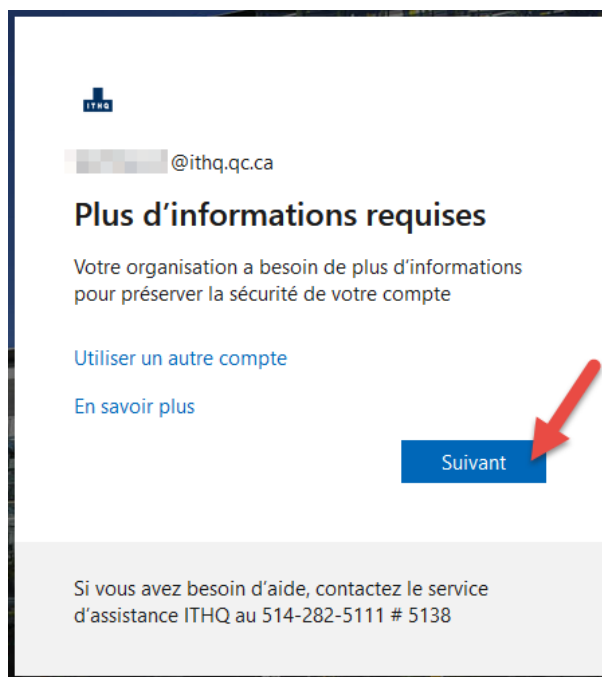 ITHQ
@ithq.qc.ca
Plus d’informations requises
Votre organisation a besoin de plus d’informations
pour préserver la sécurité de votre compte
Utiliser un autre compte
En savoir plus
Suivant
Si vous avez besoin d’aide, contactez le service
d’assistance ITHQ au 514-282-5111 # 5138